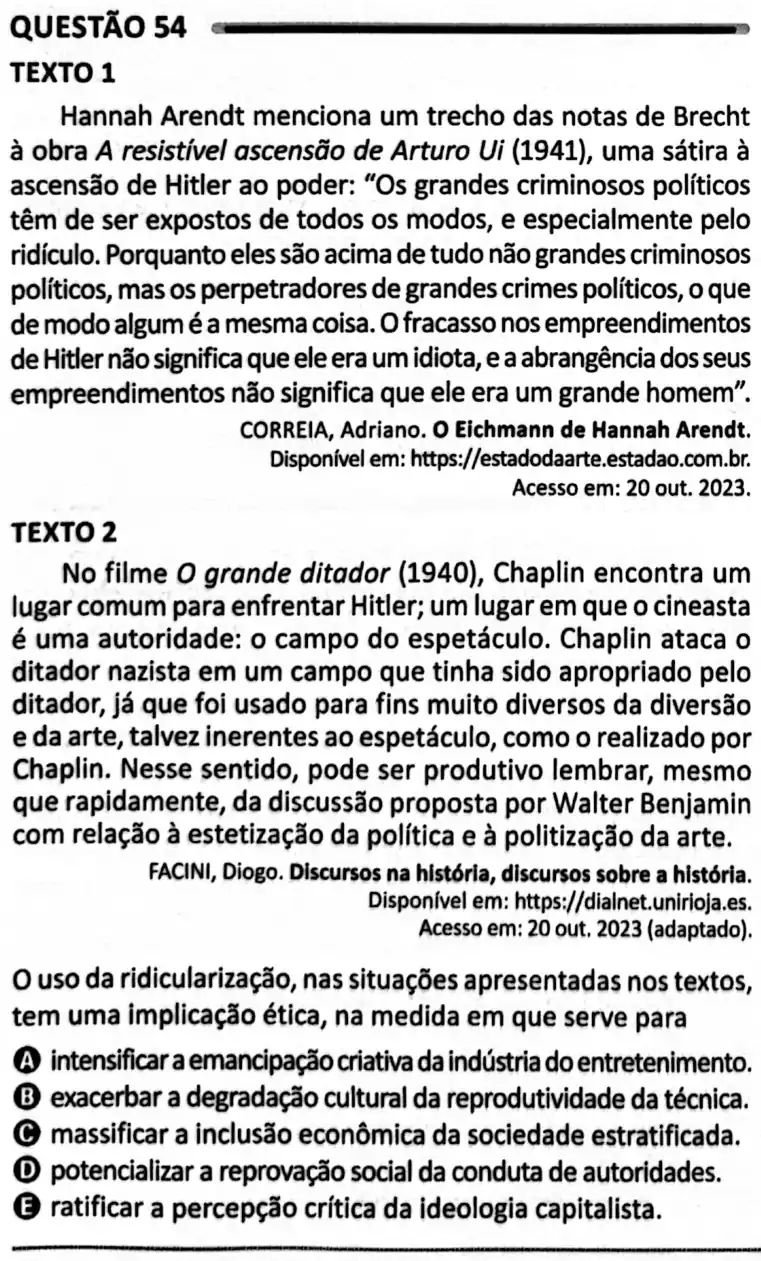 QUESTÃO 54
TEXTO 1
Hannah Arendt menciona um trecho das notas de Brecht
à obra A resistível ascensão de Arturo Ui (1941), uma sátira à
ascensão de Hitler ao poder: "Os grandes criminosos políticos
têm de ser expostos de todos os modos, e especialmente pelo
ridículo. Porquanto eles são acima de tudo não grandes criminosos
políticos, mas os perpetradores de grandes crimes políticos, o que
de modo algum é a mesma coisa. O fracasso nos empreendimentos
de Hitler não significa que ele era um idiota, e a abrangência dos seus
empreendimentos não significa que ele era um grande homem".
CORREIA, Adriano. O Eichmann de Hannah Arendt.
Disponível em: https://estadodaarte.estadao.com.br.
Acesso em: 20 out. 2023.
TEXTO 2
No filme O grande ditador (1940), Chaplin encontra um
lugar comum para enfrentar Hitler; um lugar em que o cineasta
é uma autoridade: o campo do espetáculo. Chaplin ataca o
ditador nazista em um campo que tinha sido apropriado pelo
ditador, já que foi usado para fins muito diversos da diversão
e da arte, talvez inerentes ao espetáculo, como o realizado por
Chaplin. Nesse sentido, pode ser produtivo lembrar, mesmo
que rapidamente, da discussão proposta por Walter Benjamin
com relação à estetização da política e à politização da arte.
FACINI, Diogo. Discursos na história, discursos sobre a história.
Disponível em: https://dialnet.unirioja.es.
Acesso em: 20 out. 2023 (adaptado).
O uso da ridicularização, nas situações apresentadas nos textos,
tem uma implicação ética, na medida em que serve para
A intensificar a emancipação criativa da indústria do entretenimento.
B exacerbar a degradação cultural da reprodutividade da técnica.
C massificar a inclusão econômica da sociedade estratificada.
D potencializar a reprovação social da conduta de autoridades.
E ratificar a percepção crítica da ideologia capitalista.